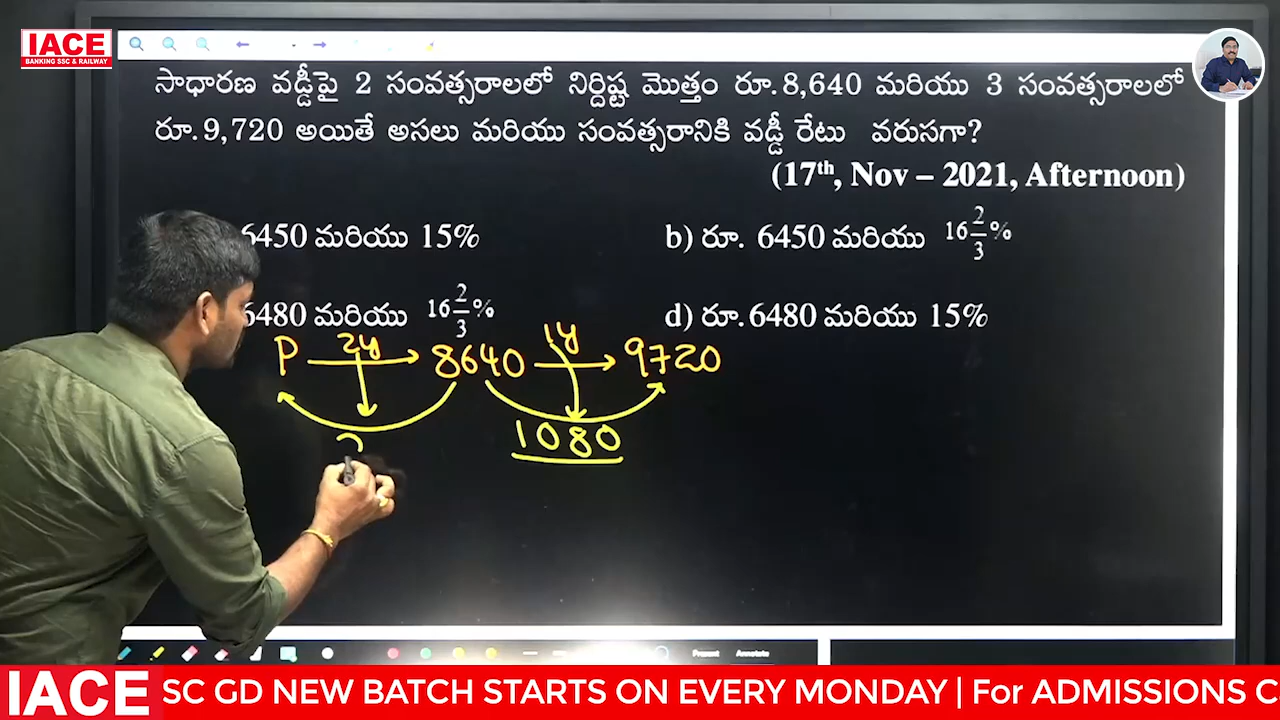 IACE
BANKING SSC & RAILWAY
సాధారణ వడ్డీపై 2 సంవత్సరాలలో నిర్దిష్ట మొత్తం రూ.8,640 మరియు 3 సంవత్సరాలలో
రూ.9,720 అయితే అసలు మరియు సంవత్సరానికి వడ్డీ రేటు వరుసగా?
(17th, Nov – 2021, Afternoon)
6450 మరియు 15%
b) రూ. 6450 మరియు 16 2/3 %
6480 మరియు 16 2/3 %
d) రూ.6480 మరియు 15%
P 2y 8640 1y 9720
1080
Present Annotate
IACE SC GD NEW BATCH STARTS ON EVERY MONDAY | For ADMISSIONS C